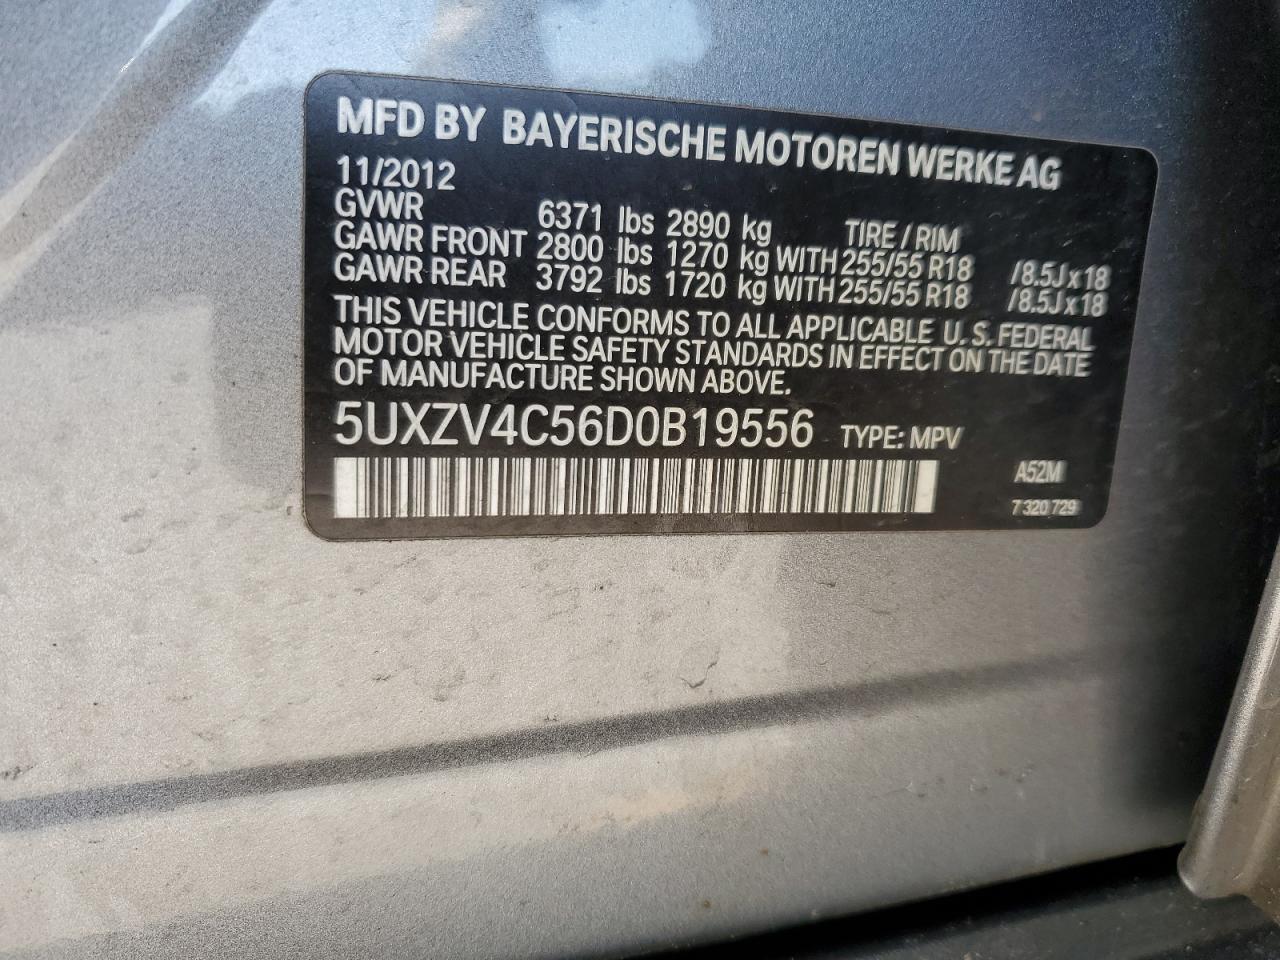 MFD BY BAYERISCHE MOTOREN WERKE AG
11/2012
GVWR 6371 lbs 2890 kg TIRE / RIM
GAWR FRONT 2800 lbs 1270 kg WITH 255/55 R18 /8.5J x 18
GAWR REAR 3792 lbs 1720 kg WITH 255/55 R18 /8.5J x 18
THIS VEHICLE CONFORMS TO ALL APPLICABLE U. S. FEDERAL
MOTOR VEHICLE SAFETY STANDARDS IN EFFECT ON THE DATE
OF MANUFACTURE SHOWN ABOVE.
5UXZV4C56D0B19556 TYPE: MPV
A52M
7 320 729